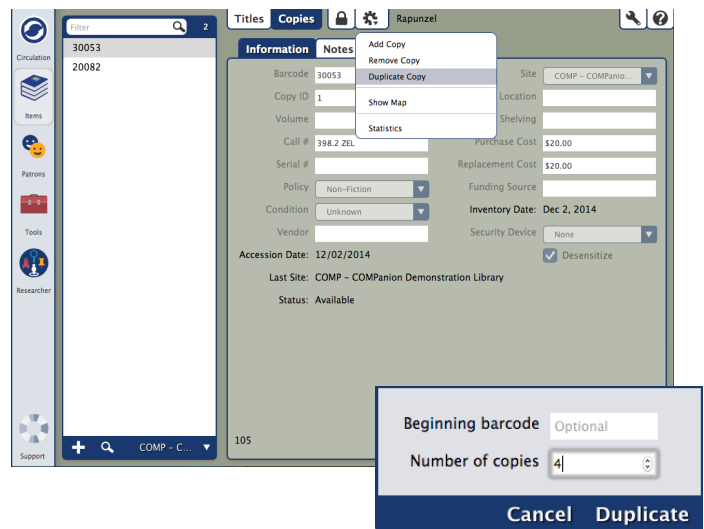 Filter 2
Titles Copies Rapunzel
30053
20082
Circulation
Items
Patrons
Tools
Researcher
Support
COMP – C...
Information Notes
Add Copy
Remove Copy
Duplicate Copy
Show Map
Statistics
Barcode 30053
Copy ID 1
Volume
Call # 398.2 ZEL
Serial #
Policy Non-Fiction
Condition Unknown
Vendor
Accession Date: 12/02/2014
Last Site: COMP – COMPanion Demonstration Library
Status: Available
Site COMP – COMPanio...
Location
Shelving
Purchase Cost $20.00
Replacement Cost $20.00
Funding Source
Inventory Date: Dec 2, 2014
Security Device None
Desensitize
105
Beginning barcode Optional
Number of copies 4
Cancel Duplicate